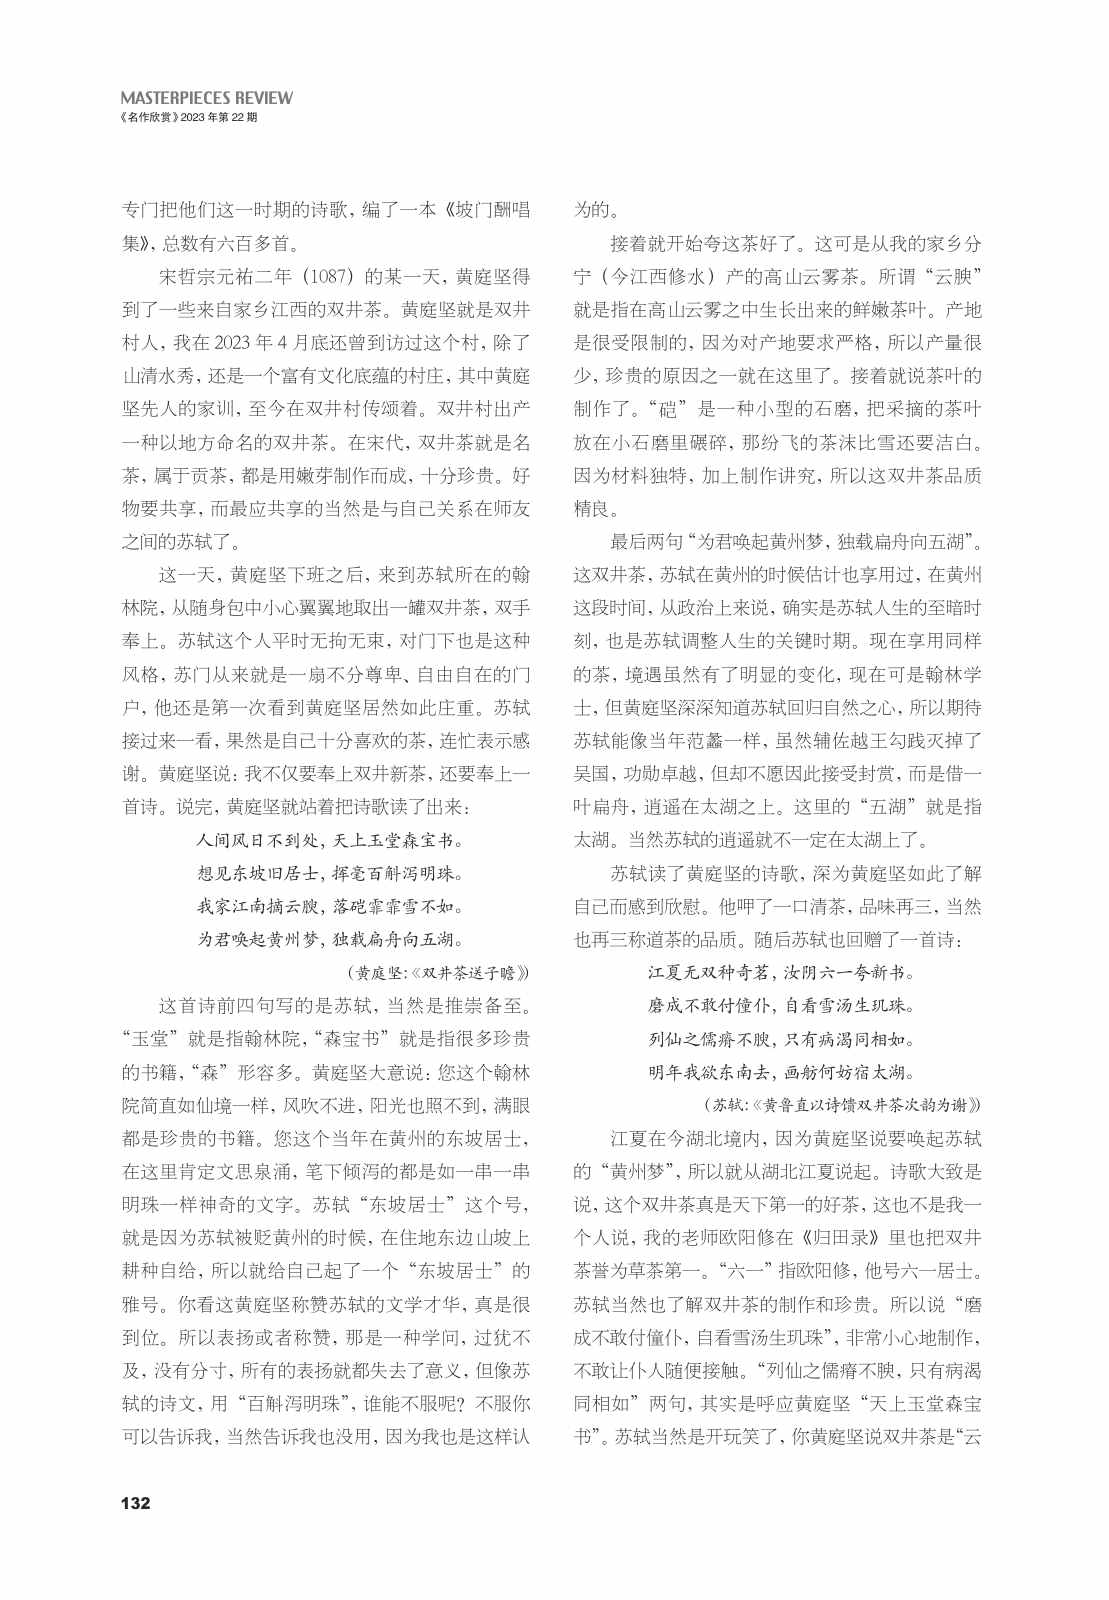 MASTERPIECES REVIEW
《名作欣赏》2023 年第 22 期
专门把他们这一时期的诗歌，编了一本《坡门酬唱
集》，总数有六百多首。
宋哲宗元祐二年（1087）的某一天，黄庭坚得
到了一些来自家乡江西的双井茶。黄庭坚就是双井
村人，我在 2023 年 4 月底还曾到访过这个村，除了
山清水秀，还是一个富有文化底蕴的村庄，其中黄庭
坚先人的家训，至今在双井村传颂着。双井村出产
一种以地方命名的双井茶。在宋代，双井茶就是名
茶，属于贡茶，都是用嫩芽制作而成，十分珍贵。好
物要共享，而最应共享的当然是与自己关系在师友
之间的苏轼了。
这一天，黄庭坚下班之后，来到苏轼所在的翰
林院，从随身包中小心翼翼地取出一罐双井茶，双手
奉上。苏轼这个人平时无拘无束，对门下也是这种
风格，苏门从来就是一扇不分尊卑、自由自在的门
户，他还是第一次看到黄庭坚居然如此庄重。苏轼
接过来一看，果然是自己十分喜欢的茶，连忙表示感
谢。黄庭坚说：我不仅要奉上双井新茶，还要奉上一
首诗。说完，黄庭坚就站着把诗歌读了出来：
人间风日不到处，天上玉堂森宝书。
想见东坡旧居士，挥毫百斛泻明珠。
我家江南摘云腴，落硙霏霏雪不如。
为君唤起黄州梦，独载扁舟向五湖。
（黄庭坚：《双井茶送子瞻》）
这首诗前四句写的是苏轼，当然是推崇备至。
“玉堂”就是指翰林院，“森宝书”就是指很多珍贵
的书籍，“森”形容多。黄庭坚大意说：您这个翰林
院简直如仙境一样，风吹不进，阳光也照不到，满眼
都是珍贵的书籍。您这个当年在黄州的东坡居士，
在这里肯定文思泉涌，笔下倾泻的都是如一串一串
明珠一样神奇的文字。苏轼“东坡居士”这个号，
就是因为苏轼被贬黄州的时候，在住地东边山坡上
耕种自给，所以就给自己起了一个“东坡居士”的
雅号。你看这黄庭坚称赞苏轼的文学才华，真是很
到位。所以表扬或者称赞，那是一种学问，过犹不
及，没有分寸，所有的表扬就都失去了意义，但像苏
轼的诗文，用“百斛泻明珠”，谁能不服呢？不服你
可以告诉我，当然告诉我也没用，因为我也是这样认
为的。
接着就开始夸这茶好了。这可是从我的家乡分
宁（今江西修水）产的高山云雾茶。所谓“云腴”
就是指在高山云雾之中生长出来的鲜嫩茶叶。产地
是很受限制的，因为对产地要求严格，所以产量很
少，珍贵的原因之一就在这里了。接着就说茶叶的
制作了。“硙”是一种小型的石磨，把采摘的茶叶
放在小石磨里碾碎，那纷飞的茶沫比雪还要洁白。
因为材料独特，加上制作讲究，所以这双井茶品质
精良。
最后两句“为君唤起黄州梦，独载扁舟向五湖”。
这双井茶，苏轼在黄州的时候估计也享用过，在黄州
这段时间，从政治上来说，确实是苏轼人生的至暗时
刻，也是苏轼调整人生的关键时期。现在享用同样
的茶，境遇虽然有了明显的变化，现在可是翰林学
士，但黄庭坚深深知道苏轼回归自然之心，所以期待
苏轼能像当年范蠡一样，虽然辅佐越王勾践灭掉了
吴国，功勋卓越，但却不愿因此接受封赏，而是借一
叶扁舟，逍遥在太湖之上。这里的“五湖”就是指
太湖。当然苏轼的逍遥就不一定在太湖上了。
苏轼读了黄庭坚的诗歌，深为黄庭坚如此了解
自己而感到欣慰。他呷了一口清茶，品味再三，当然
也再三称道茶的品质。随后苏轼也回赠了一首诗：
江夏无双种奇茗，汝阴六一夸新书。
磨成不敢付僮仆，自看雪汤生玑珠。
列仙之儒瘠不腴，只有病渴同相如。
明年我欲东南去，画舫何妨宿太湖。
（苏轼：《黄鲁直以诗馈双井茶次韵为谢》）
江夏在今湖北境内，因为黄庭坚说要唤起苏轼
的“黄州梦”，所以就从湖北江夏说起。诗歌大致是
说，这个双井茶真是天下第一的好茶，这也不是我一
个人说，我的老师欧阳修在《归田录》里也把双井
茶誉为草茶第一。“六一”指欧阳修，他号六一居士。
苏轼当然也了解双井茶的制作和珍贵。所以说“磨
成不敢付僮仆，自看雪汤生玑珠”，非常小心地制作，
不敢让仆人随便接触。“列仙之儒瘠不腴，只有病渴
同相如”两句，其实是呼应黄庭坚“天上玉堂森宝
书”。苏轼当然是开玩笑了，你黄庭坚说双井茶是“云
132